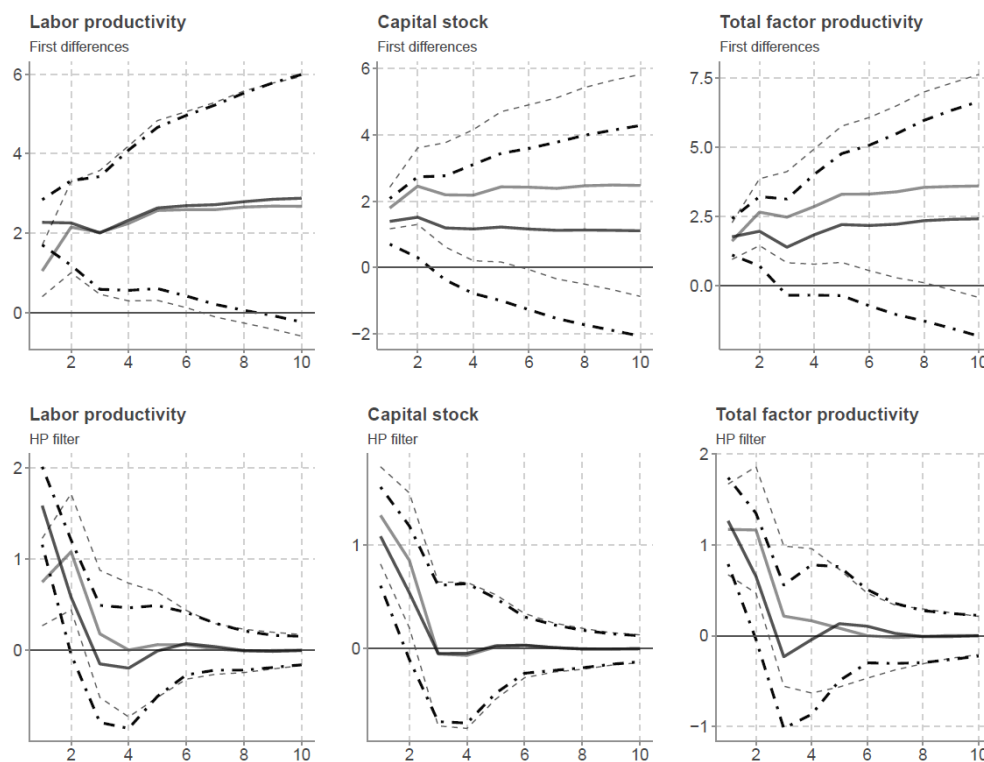 Labor productivity
First differences
6
4
2
0
2 4 6 8 10
Capital stock
First differences
6
4
2
0
−2
2 4 6 8 10
Total factor productivity
First differences
7.5
5.0
2.5
0.0
2 4 6 8 10
Labor productivity
HP filter
2
1
0
2 4 6 8 10
Capital stock
HP filter
1
0
2 4 6 8 10
Total factor productivity
HP filter
2
1
0
−1
2 4 6 8 10